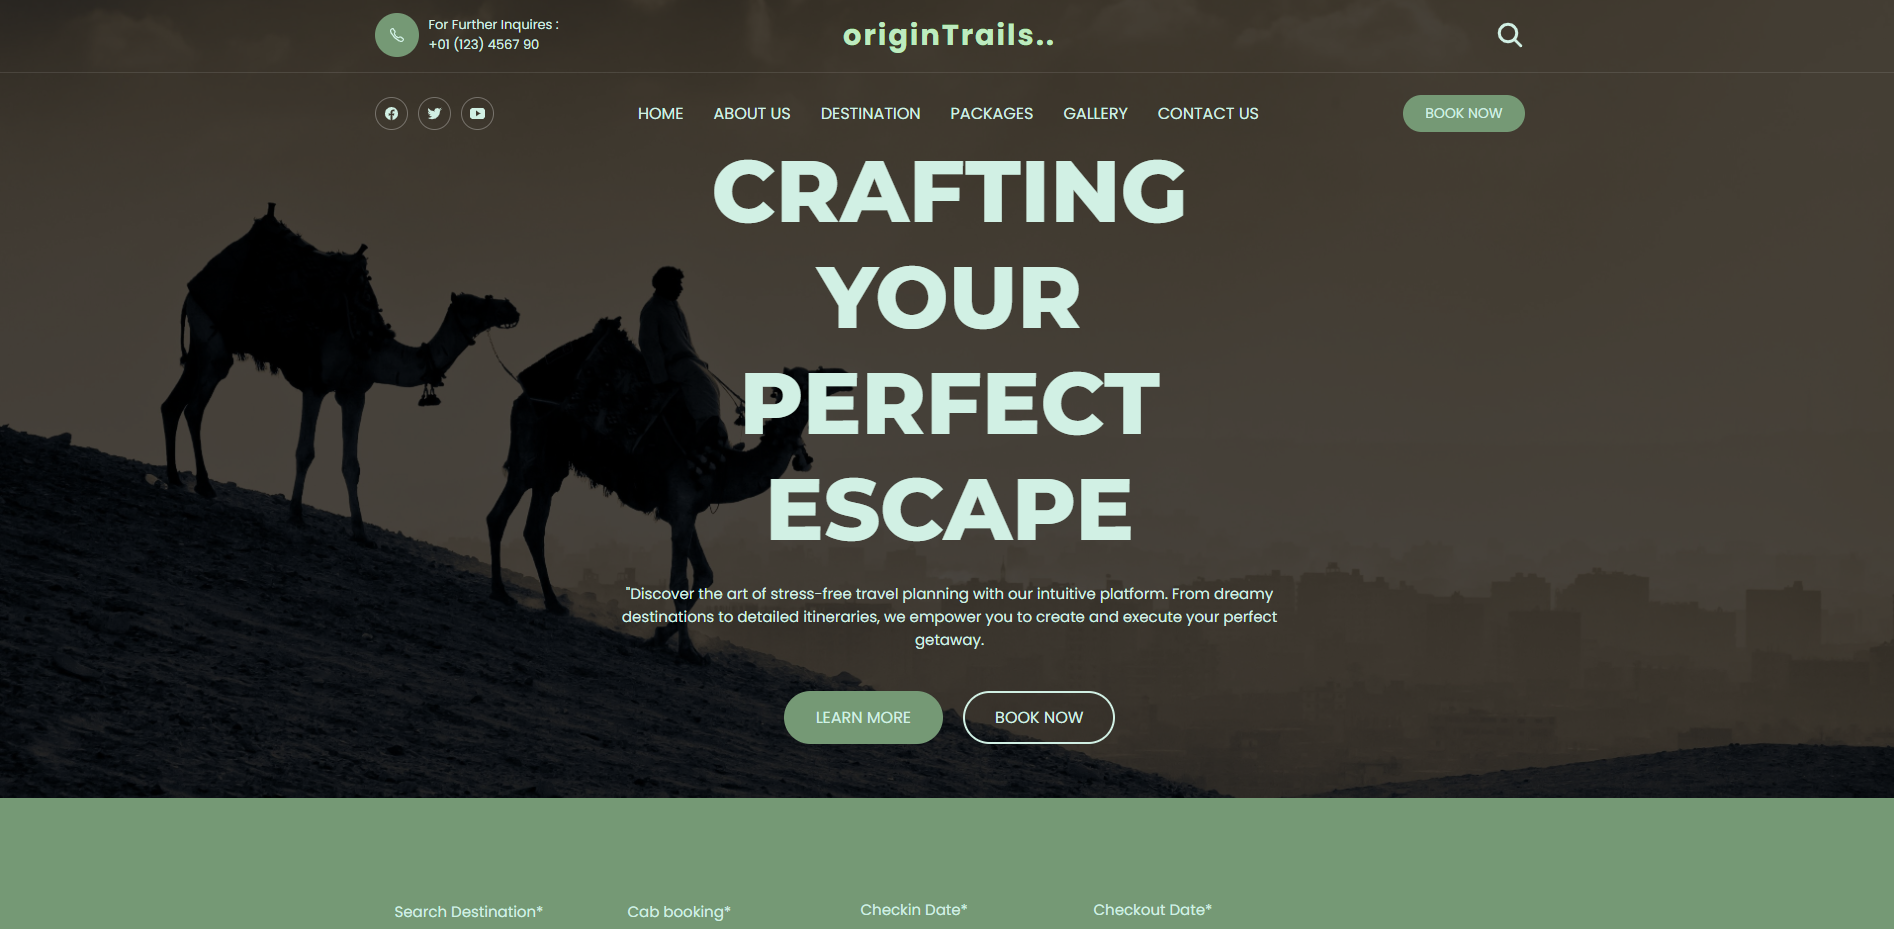 For Further Inquires :
+01 (123) 4567 90
originTrails..
HOME ABOUT US DESTINATION PACKAGES GALLERY CONTACT US
BOOK NOW
CRAFTING
YOUR
PERFECT
ESCAPE
"Discover the art of stress-free travel planning with our intuitive platform. From dreamy
destinations to detailed itineraries, we empower you to create and execute your perfect
getaway.
LEARN MORE BOOK NOW
Search Destination* Cab booking* Checkin Date* Checkout Date*